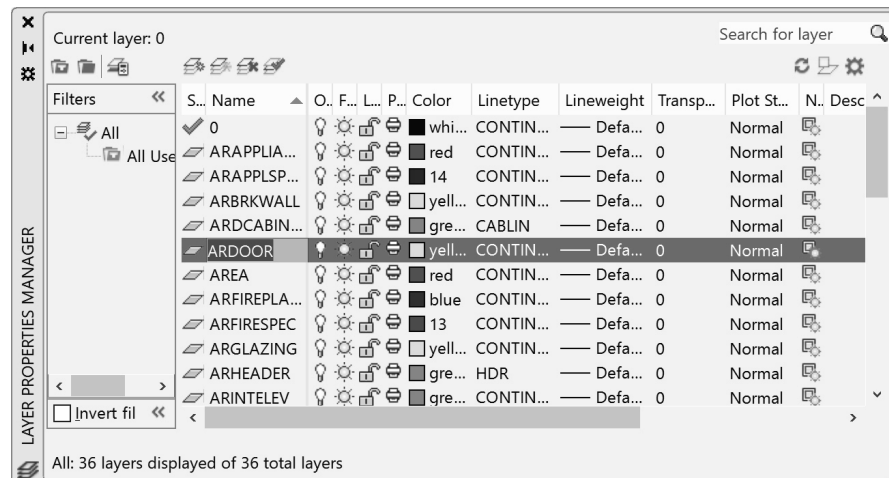 Current layer: 0
Search for layer
Filters
S... Name O. F... L... P... Color Linetype Lineweight Transp... Plot St... N.. Desc
All
All Use
0 whi... CONTIN... Defa... 0 Normal
ARAPPLIA... red CONTIN... Defa... 0 Normal
ARAPPLSP... 14 CONTIN... Defa... 0 Normal
ARBRKWALL yell... CONTIN... Defa... 0 Normal
ARDCABIN... gre... CABLIN Defa... 0 Normal
ARDOOR yell... CONTIN... Defa... 0 Normal
AREA red CONTIN... Defa... 0 Normal
ARFIREPLA... blue CONTIN... Defa... 0 Normal
ARFIRESPEC 13 CONTIN... Defa... 0 Normal
ARGLAZING yell... CONTIN... Defa... 0 Normal
ARHEADER gre... HDR Defa... 0 Normal
ARINTELEV gre... CONTIN... Defa... 0 Normal
Invert fil
All: 36 layers displayed of 36 total layers
LAYER PROPERTIES MANAGER